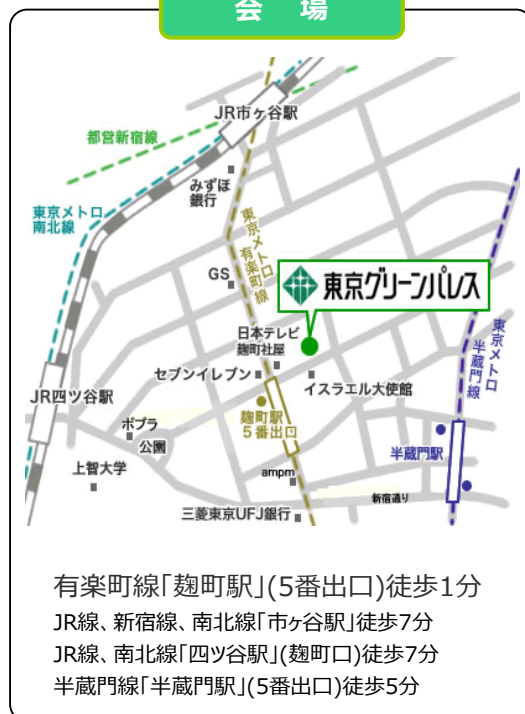 会 場
JR市ヶ谷駅
都営新宿線
みずほ
銀行
東京メトロ
南北線
東京メトロ
有楽町線
GS
東京グリーンパレス
日本テレビ
麹町社屋
東京メトロ
半蔵門線
セブンイレブン
イスラエル大使館
JR四ツ谷駅
麹町駅
5番出口
ポプラ
公園
半蔵門駅
上智大学
ampm
新宿通り
三菱東京UFJ銀行
有楽町線「麹町駅」(5番出口)徒歩1分
JR線、新宿線、南北線「市ヶ谷駅」徒歩7分
JR線、南北線「四ツ谷駅」(麹町口)徒歩7分
半蔵門線「半蔵門駅」(5番出口)徒歩5分